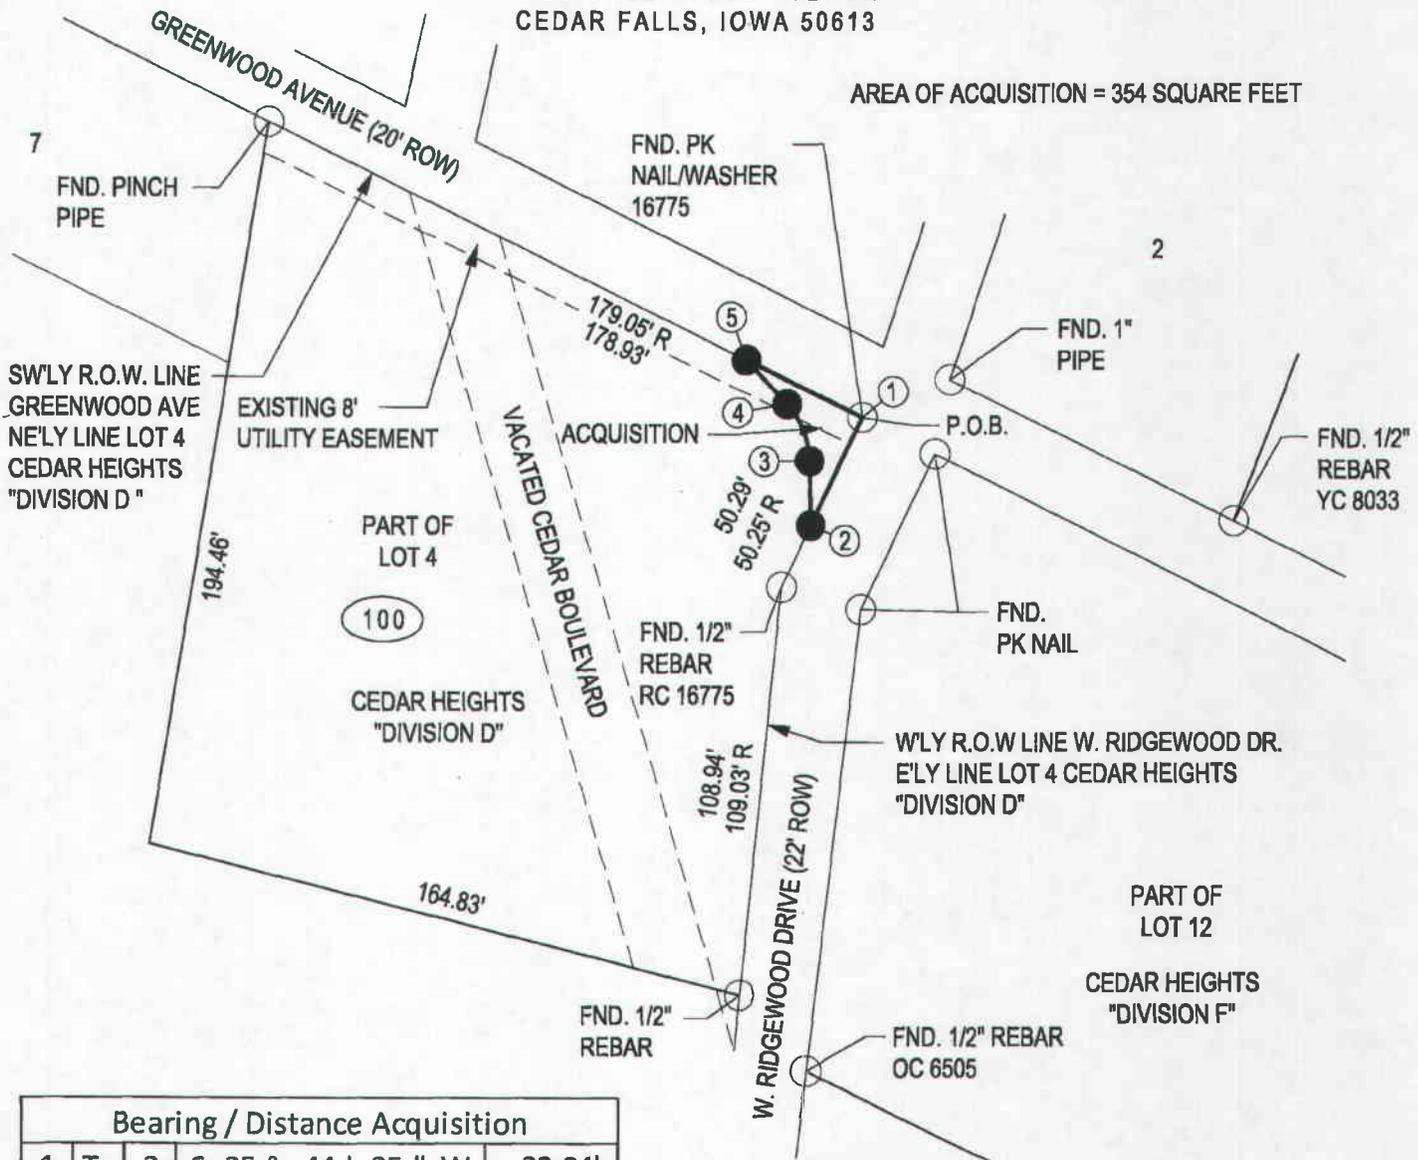 CEDAR FALLS, IOWA 50613
AREA OF ACQUISITION = 354 SQUARE FEET
GREENWOOD AVENUE (20' ROW)
7
FND. PINCH
PIPE
FND. PK
NAIL/WASHER
16775
2
179.05' R
178.93'
5
4
3
2
1
P.O.B.
FND. 1"
PIPE
FND. 1/2"
REBAR
YC 8033
SW'LY R.O.W. LINE
GREENWOOD AVE
NE'LY LINE LOT 4
CEDAR HEIGHTS
"DIVISION D "
EXISTING 8'
UTILITY EASEMENT
ACQUISITION
VACATED CEDAR BOULEVARD
50.29'
50.25' R
194.46'
PART OF
LOT 4
100
CEDAR HEIGHTS
"DIVISION D"
FND. 1/2"
REBAR
RC 16775
FND.
PK NAIL
108.94'
109.03' R
W'LY R.O.W LINE W. RIDGEWOOD DR.
E'LY LINE LOT 4 CEDAR HEIGHTS
"DIVISION D"
W. RIDGEWOOD DRIVE (22' ROW)
164.83'
PART OF
LOT 12
CEDAR HEIGHTS
"DIVISION F"
FND. 1/2"
REBAR
FND. 1/2" REBAR
OC 6505
Bearing / Distance Acquisition